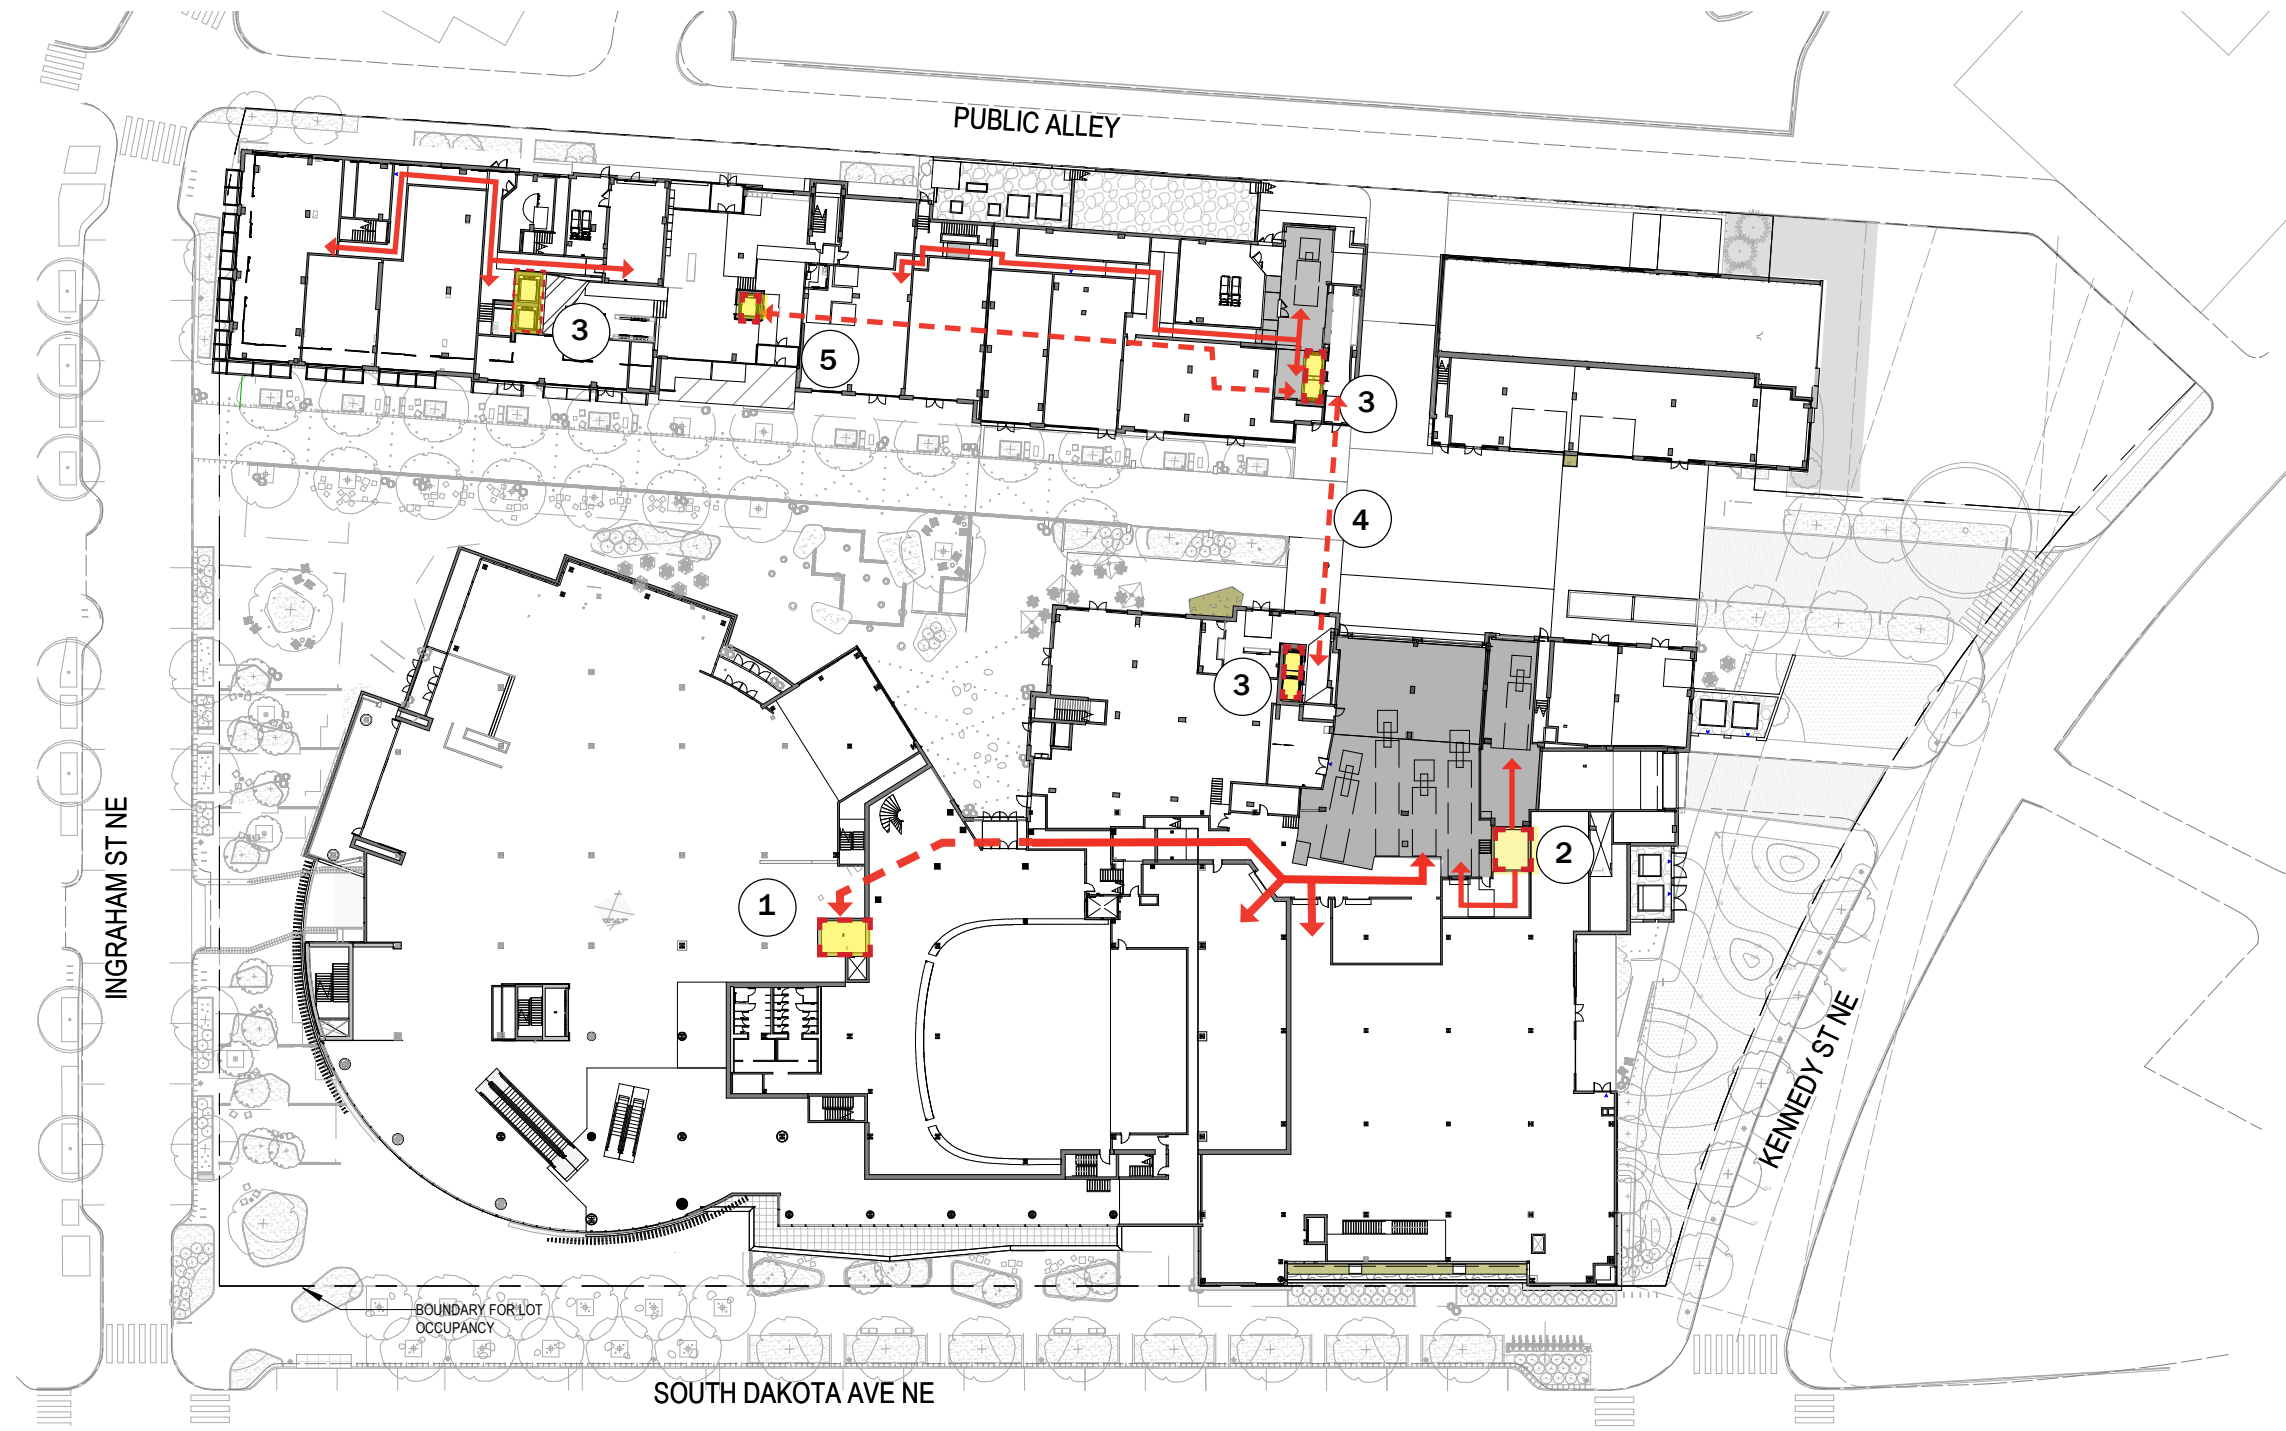 PUBLIC ALLEY
3
5
3
4
3
2
1
INGRAHAM ST NE
KENNEDY ST NE
BOUNDARY FOR LOT
OCCUPANCY
SOUTH DAKOTA AVE NE